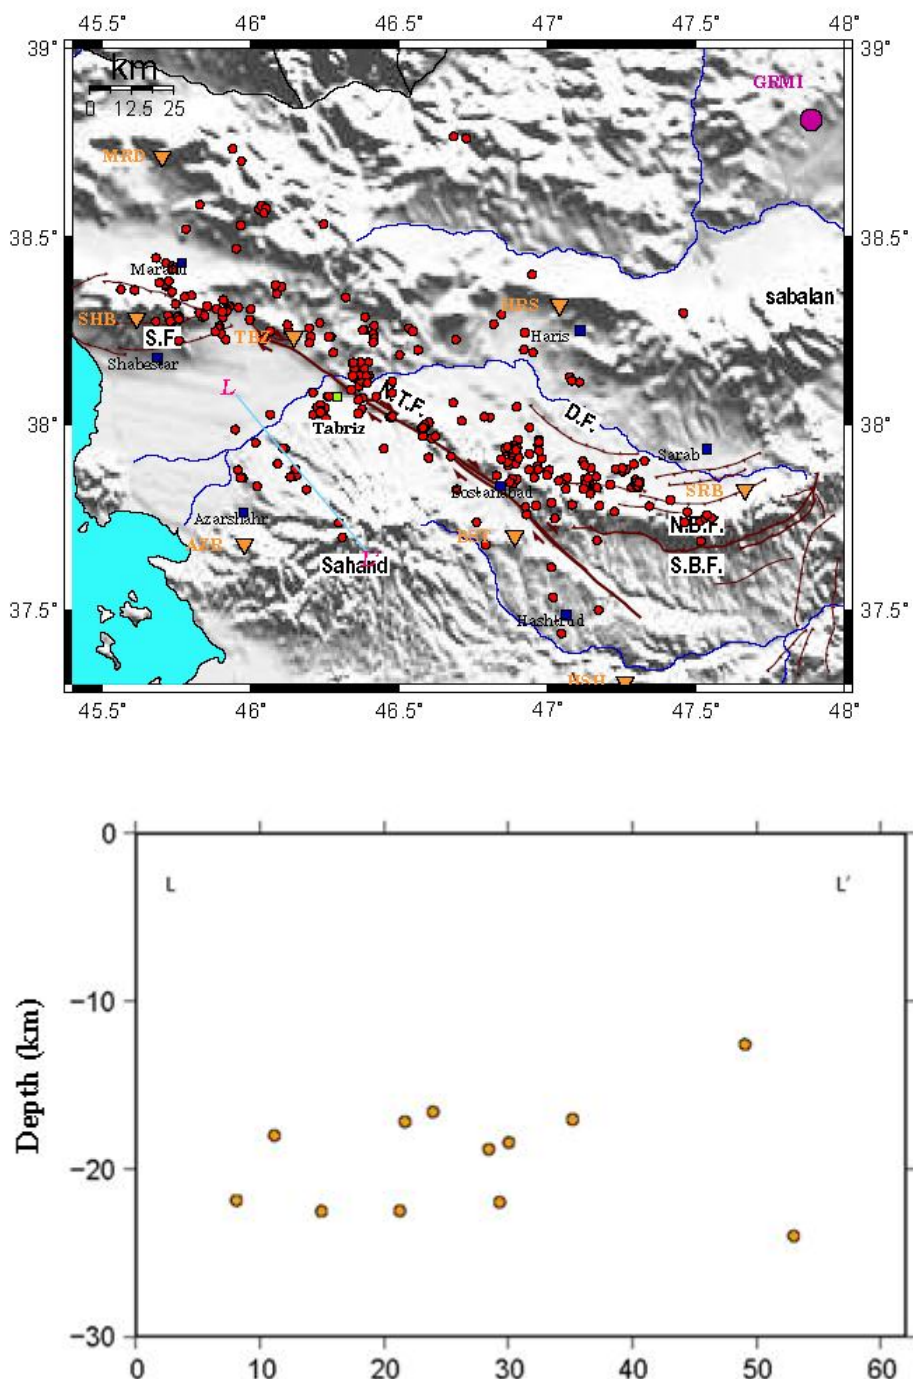 45.5 46 46.5 47 47.5 48
39° 39°
km
0 12.5 25
GRMI
MRD
38.5 38.5
Marand
HRS
sabalan
SHB
S.F.
TBZ
Haris
Shabestar
L
N.T.F.
D.F.
38° 38°
Tabriz
Sarab
Bostanabad
SRB
Azarshahr
N.B.F.
AZR
BST
Sahand
L'
S.B.F.
37.5 37.5
Hashtrud
HSH
45.5 46 46.5 47 47.5 48
0
L L'
−10
Depth (km)
−20
−30
0 10 20 30 40 50 60